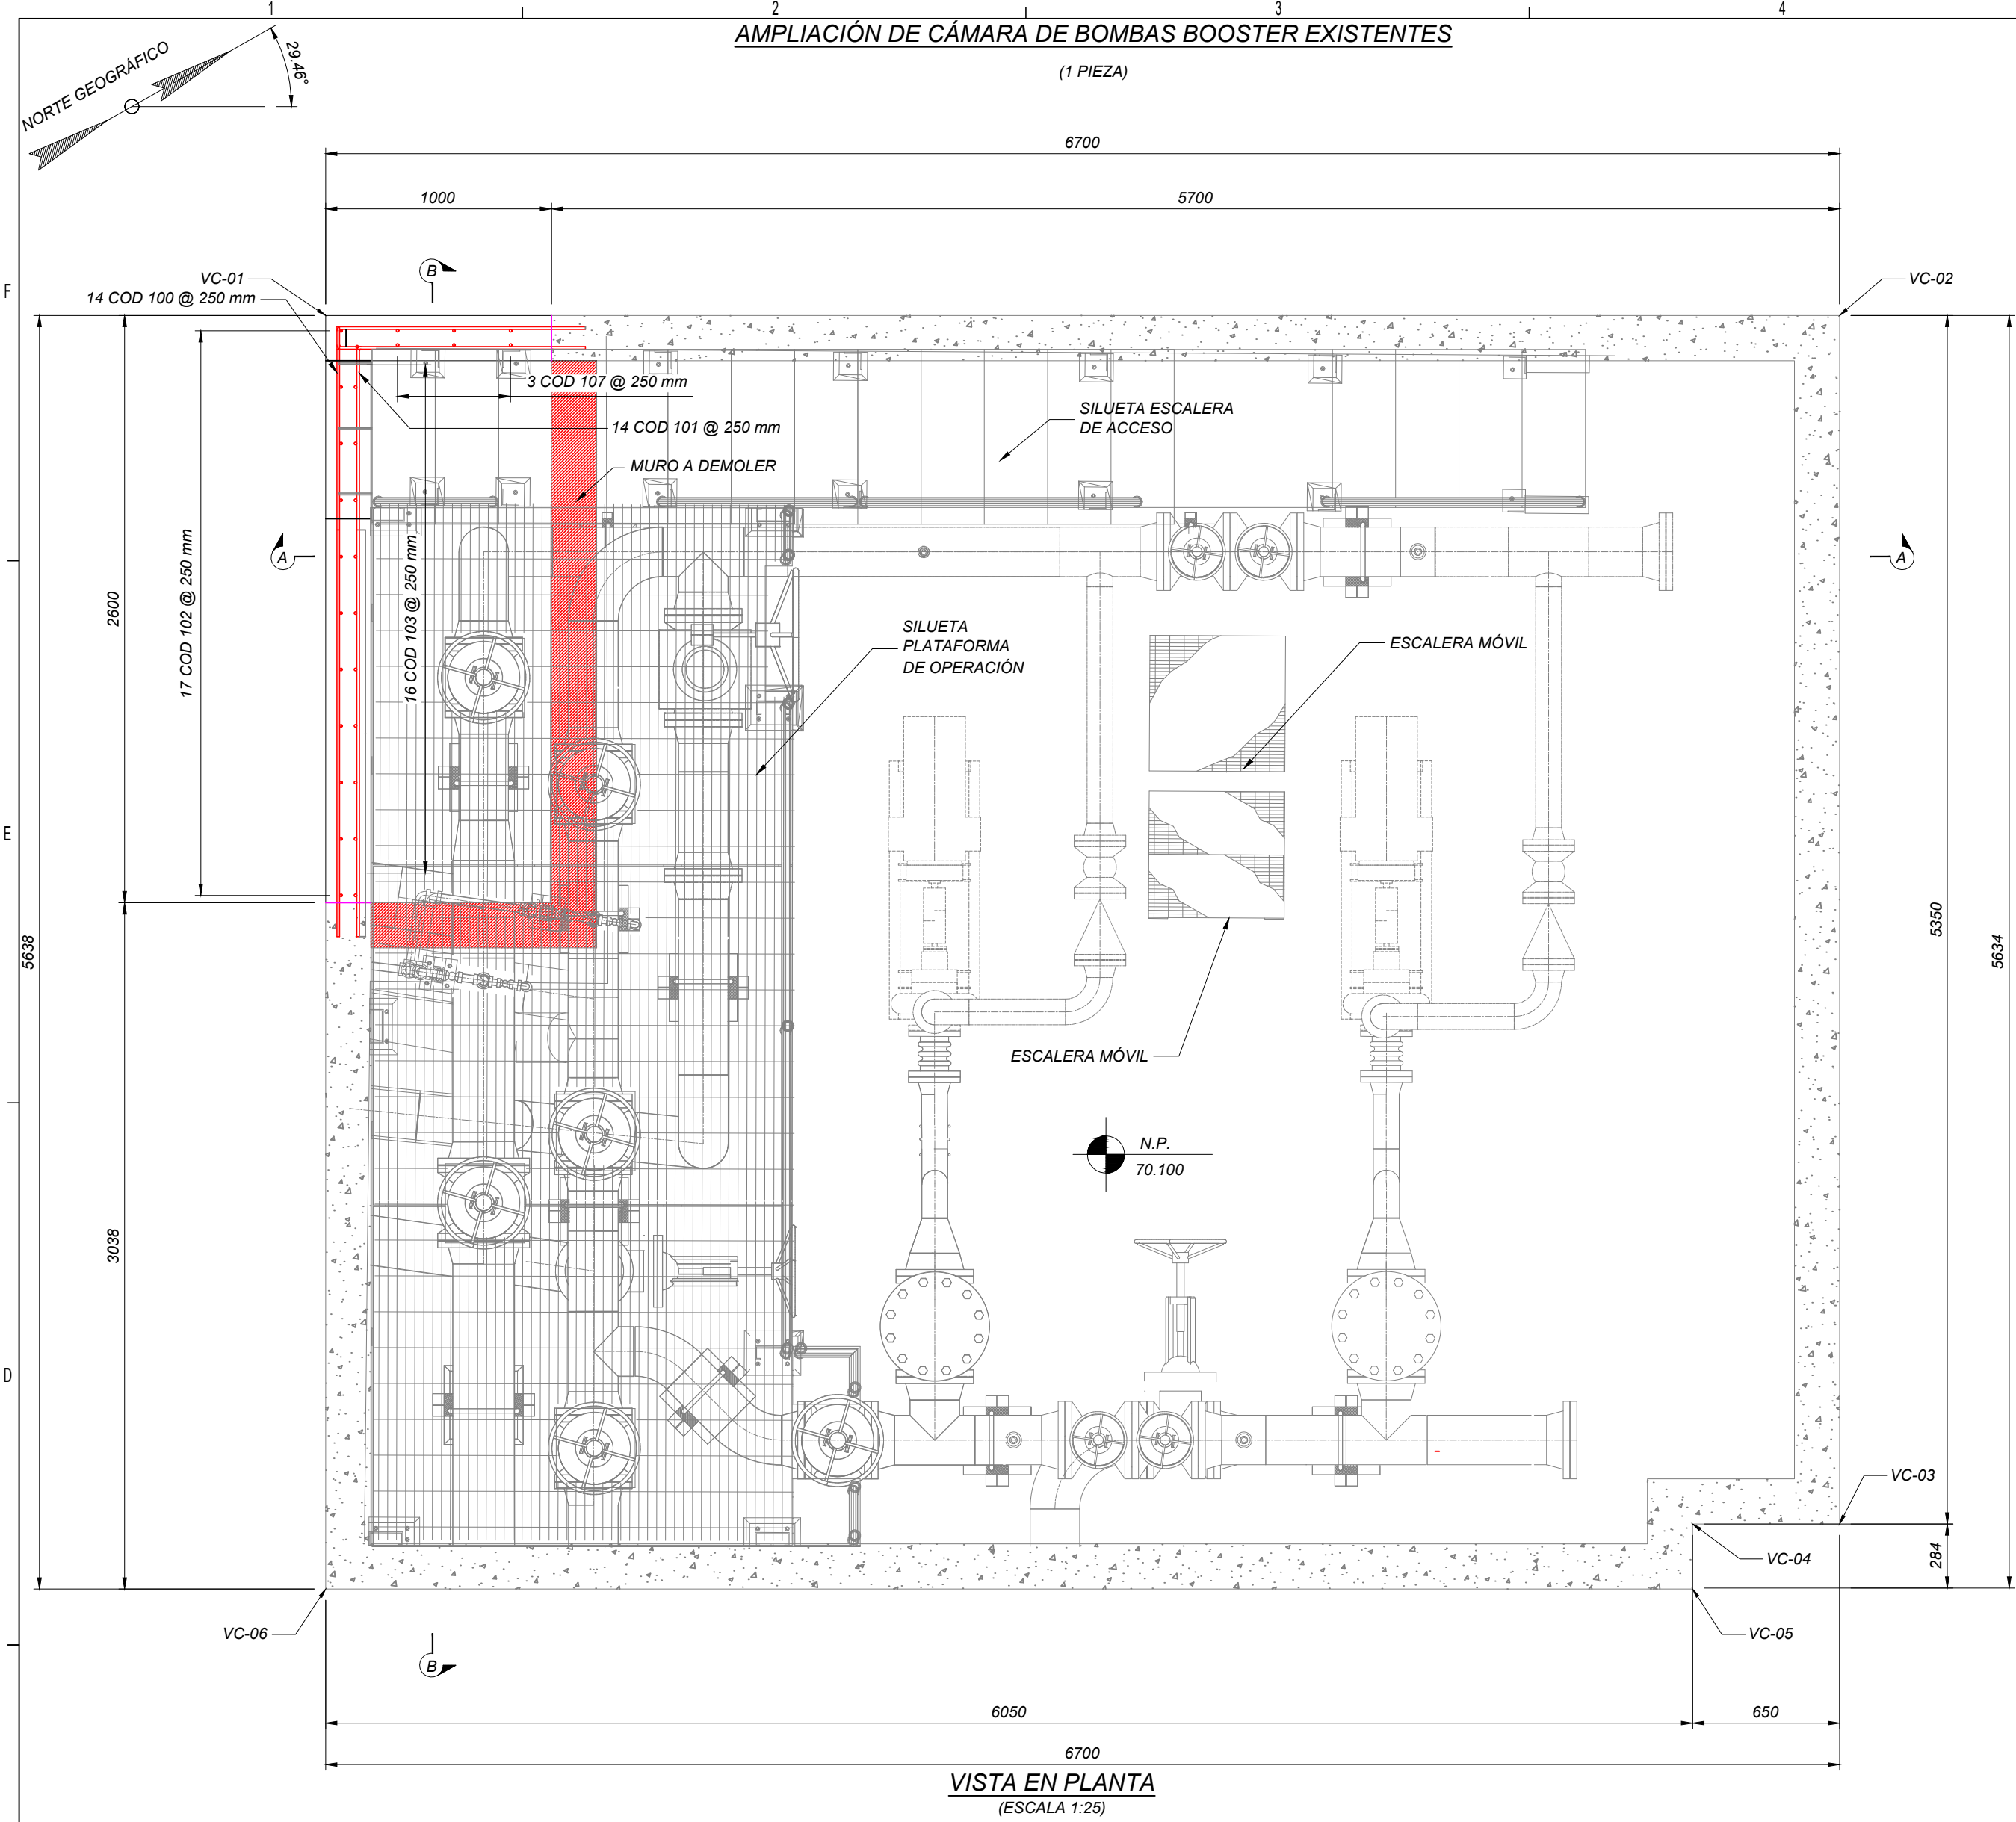 1
2
3
4
AMPLIACIÓN DE CÁMARA DE BOMBAS BOOSTER EXISTENTES
(1 PIEZA)
NORTE GEOGRÁFICO
29.46°
6700
1000
5700
B
VC-01
VC-02
14 COD 100 @ 250 mm
F
3 COD 107 @ 250 mm
SILUETA ESCALERA
DE ACCESO
14 COD 101 @ 250 mm
MURO A DEMOLER
A
A
17 COD 102 @ 250 mm
16 COD 103 @ 250 mm
2600
SILUETA
PLATAFORMA
DE OPERACIÓN
ESCALERA MÓVIL
E
5638
5350
5634
ESCALERA MÓVIL
N.P.
70.100
3038
D
VC-03
VC-04
284
VC-06
VC-05
B
6050
650
6700
VISTA EN PLANTA
(ESCALA 1:25)